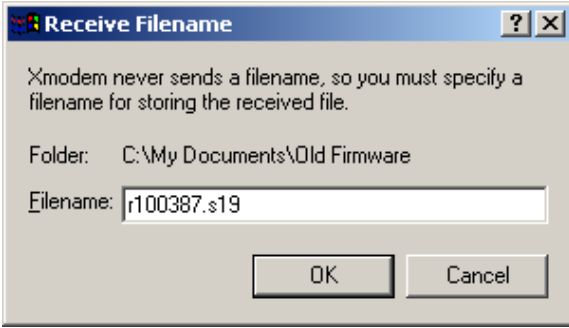 Receive Filename
Xmodem never sends a filename, so you must specify a
filename for storing the received file.
Folder: C:\My Documents\Old Firmware
Filename: r100387.s19
OK Cancel